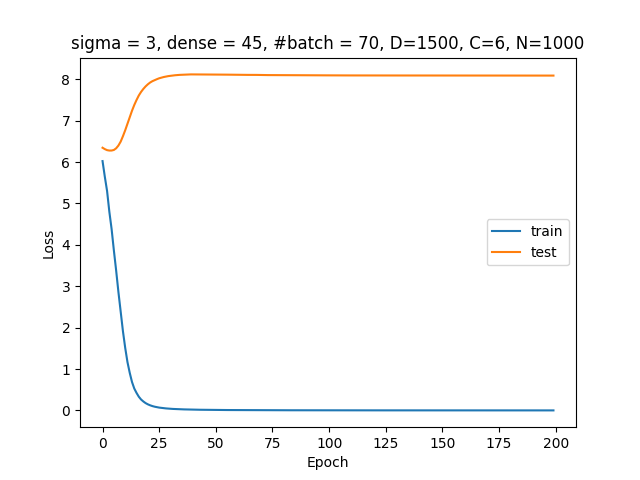 sigma = 3, dense = 45, #batch = 70, D=1500, C=6, N=1000
8
7
6
5
4
3
2
1
0
Loss
train
test
0 25 50 75 100 125 150 175 200
Epoch